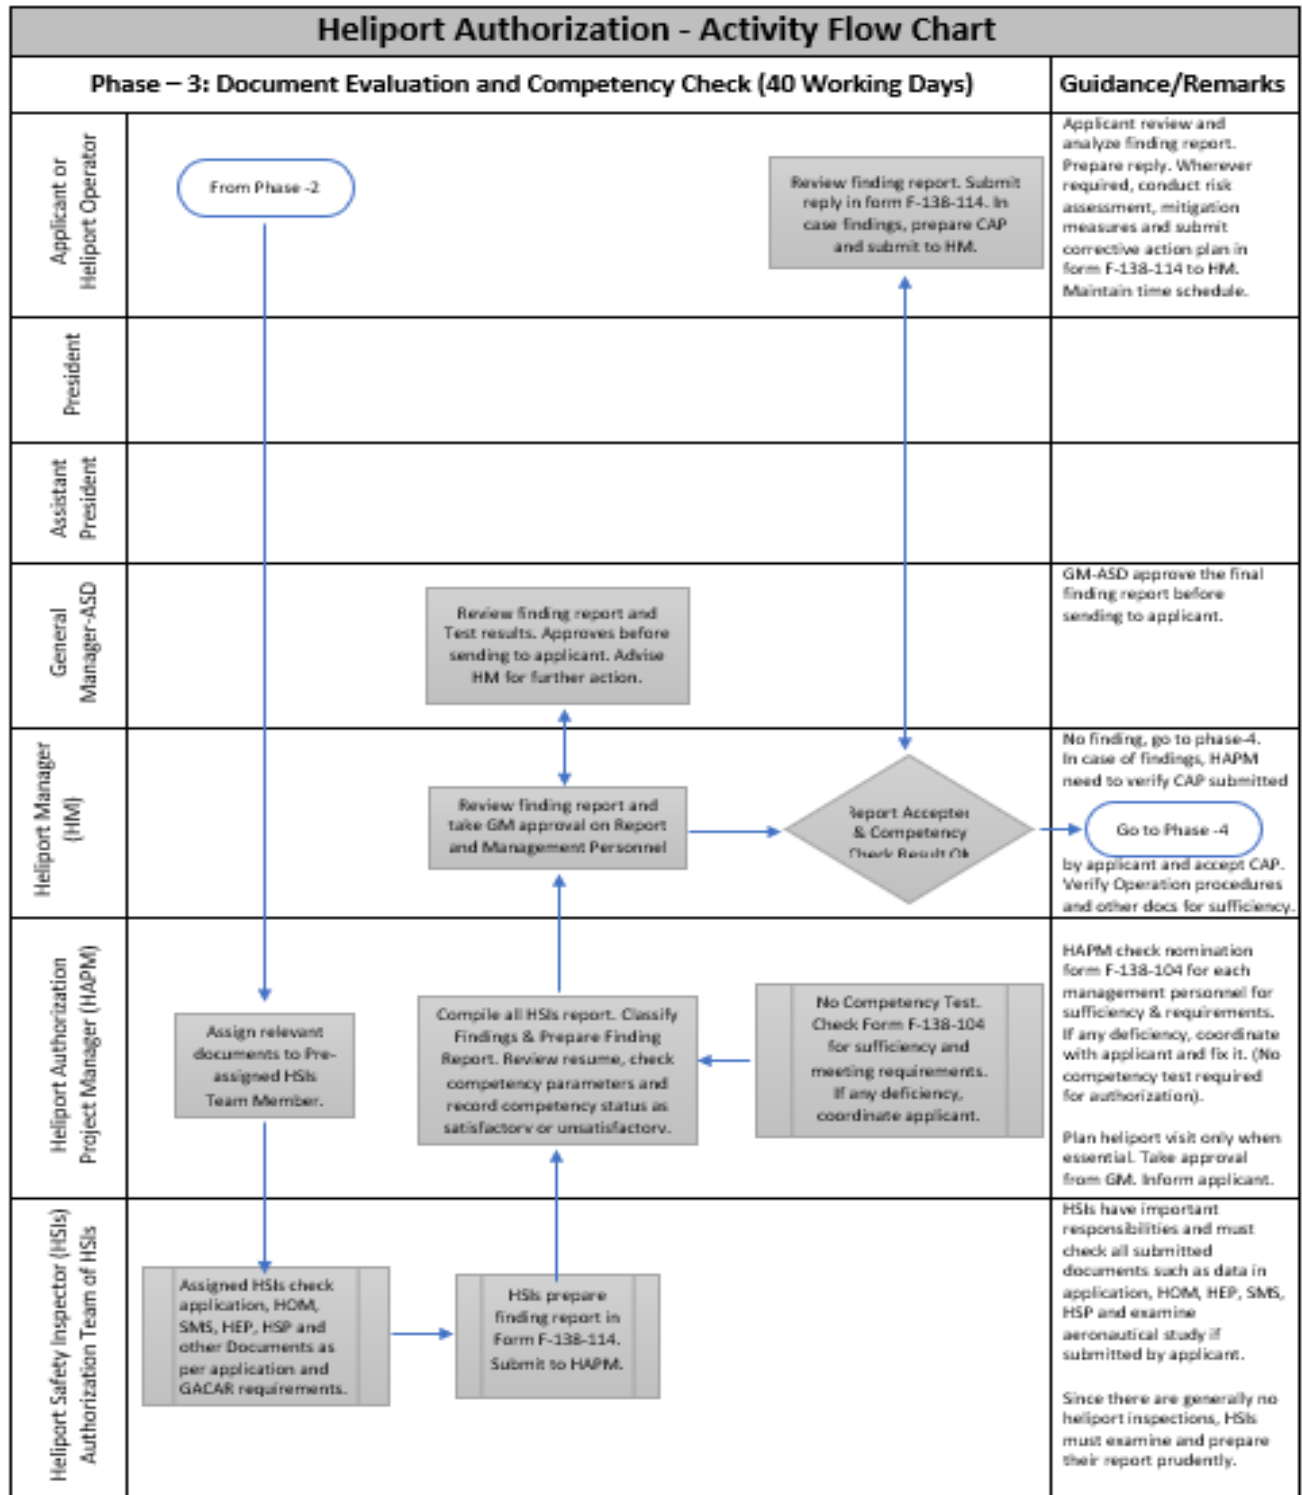 Heliport Authorization - Activity Flow Chart
Phase – 3: Document Evaluation and Competency Check (40 Working Days)
Guidance/Remarks
Applicant or
Heliport Operator
From Phase -2
Review finding report. Submit
reply in form F-138-114. In
case findings, prepare CAP
and submit to HM.
Applicant review and
analyze finding report.
Prepare reply. Wherever
required, conduct risk
assessment, mitigation
measures and submit
corrective action plan in
form F-138-114 to HM.
Maintain time schedule.
President
Assistant
President
General
Manager-ASD
Review finding report and
Test results. Approves before
sending to applicant. Advise
HM for further action.
GM-ASD approve the final
finding report before
sending to applicant.
Heliport Manager
(HM)
Review finding report and
take GM approval on Report
and Management Personnel
Report Accepted
& Competency
Check Result OK
No finding, go to phase-4.
In case of findings, HAPM
need to verify CAP submitted
Go to Phase -4
by applicant and accept CAP.
Verify Operation procedures
and other docs for sufficiency.
Heliport Authorization
Project Manager (HAPM)
Assign relevant
documents to Pre-
assigned HSIs
Team Member.
Compile all HSIs report. Classify
Findings & Prepare Finding
Report. Review resume, check
competency parameters and
record competency status as
satisfactory or unsatisfactory.
No Competency Test.
Check Form F-138-104
for sufficiency and
meeting requirements.
If any deficiency,
coordinate applicant.
HAPM check nomination
form F-138-104 for each
management personnel for
sufficiency & requirements.
If any deficiency, coordinate
with applicant and fix it. (No
competency test required
for authorization).
Plan heliport visit only when
essential. Take approval
from GM. Inform applicant.
Heliport Safety Inspector (HSIs)
Authorization Team of HSIs
Assigned HSIs check
application, HOM,
SMS, HEP, HSP and
other Documents as
per application and
GACAR requirements.
HSIs prepare
finding report in
Form F-138-114.
Submit to HAPM.
HSIs have important
responsibilities and must
check all submitted
documents such as data in
application, HOM, HEP, SMS,
HSP and examine
aeronautical study if
submitted by applicant.
Since there are generally no
heliport inspections, HSIs
must examine and prepare
their report prudently.